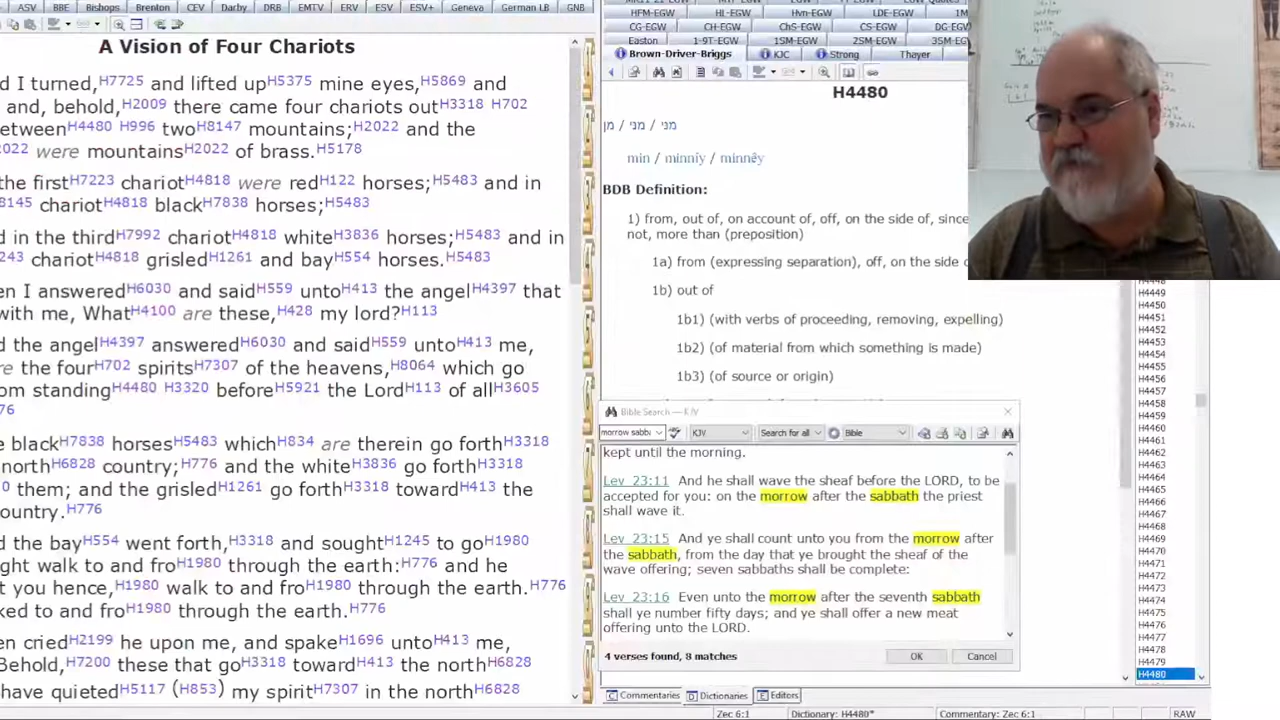 ASV BBE Bishops Brenton CEV Darby DRB EMTV ERV ESV ESV+ Geneva German LB GNB
A Vision of Four Chariots
d I turned,H7725 and lifted upH5375 mine eyes,H5869 and
and, behold,H2009 there came four chariots outH3318 H702
etweenH4480 H996 twoH8147 mountains;H2022 and the
2022 were mountainsH2022 of brass.H5178
the firstH7223 chariotH4818 were redH122 horses;H5483 and in
8145 chariotH4818 blackH7838 horses;H5483
d in the thirdH7992 chariotH4818 whiteH3836 horses;H5483 and in
243 chariotH4818 grisledH1261 and bayH554 horses.H5483
en I answeredH6030 and saidH559 untoH413 the angelH4397 that
with me, WhatH4100 are these,H428 my lord?H113
d the angelH4397 answeredH6030 and saidH559 untoH413 me,
re the fourH702 spiritsH7307 of the heavens,H8064 which go
om standingH4480 H3320 beforeH5921 the LordH113 of allH3605
76
e blackH7838 horsesH5483 whichH834 are therein go forthH3318
northH6828 country;H776 and the whiteH3836 go forthH3318
them; and the grisledH1261 go forthH3318 towardH413 the
ountry.H776
d the bayH554 went forth,H3318 and soughtH1245 to goH1980
ght walk to and froH1980 through the earth:H776 and he
t you hence,H1980 walk to and froH1980 through the earth.H776
ked to and froH1980 through the earth.H776
en criedH2199 he upon me, and spakeH1696 untoH413 me,
Behold,H7200 these that goH3318 towardH413 the northH6828
have quietedH5117 (H853) my spiritH7307 in the northH6828
HFM-EGW HL-EGW Hvn-EGW LDE-EGW 1M
CG-EGW CH-EGW ChS-EGW CS-EGW DG-EG
Easton 1-9T-EGW 1SM-EGW 2SM-EGW 3SM-EG
Brown-Driver-Briggs KJC Strong Thayer
H4480
מן / מנּי / מנּי
min / minnîy / minnêy
BDB Definition:
1) from, out of, on account of, off, on the side of, since
not, more than (preposition)
1a) from (expressing separation), off, on the side o
1b) out of
1b1) (with verbs of proceeding, removing, expelling)
1b2) (of material from which something is made)
1b3) (of source or origin)
Bible Search — KJV
morrow sabb KJV Search for all Bible
kept until the morning.
Lev 23:11 And he shall wave the sheaf before the LORD, to be
accepted for you: on the morrow after the sabbath the priest
shall wave it.
Lev 23:15 And ye shall count unto you from the morrow after
the sabbath, from the day that ye brought the sheaf of the
wave offering; seven sabbaths shall be complete:
Lev 23:16 Even unto the morrow after the seventh sabbath
shall ye number fifty days; and ye shall offer a new meat
offering unto the LORD.
4 verses found, 8 matches OK Cancel
H4449
H4450
H4451
H4452
H4453
H4454
H4455
H4456
H4457
H4458
H4459
H4460
H4461
H4462
H4463
H4464
H4465
H4466
H4467
H4468
H4469
H4470
H4471
H4472
H4473
H4474
H4475
H4476
H4477
H4478
H4479
H4480
Commentaries Dictionaries Editors
Zec 6:1 Dictionary: H4480* Commentary: Zec 6:1 RAW